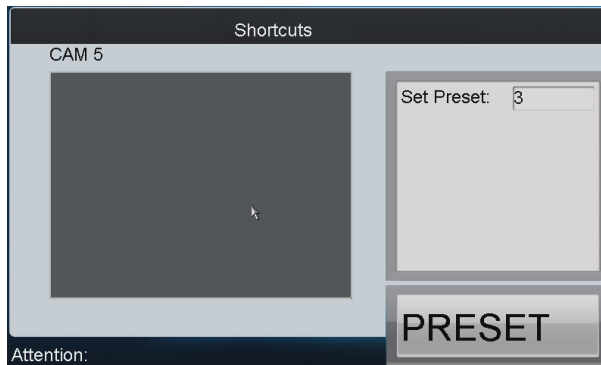 Shortcuts
CAM 5
Set Preset: 3
PRESET
Attention: